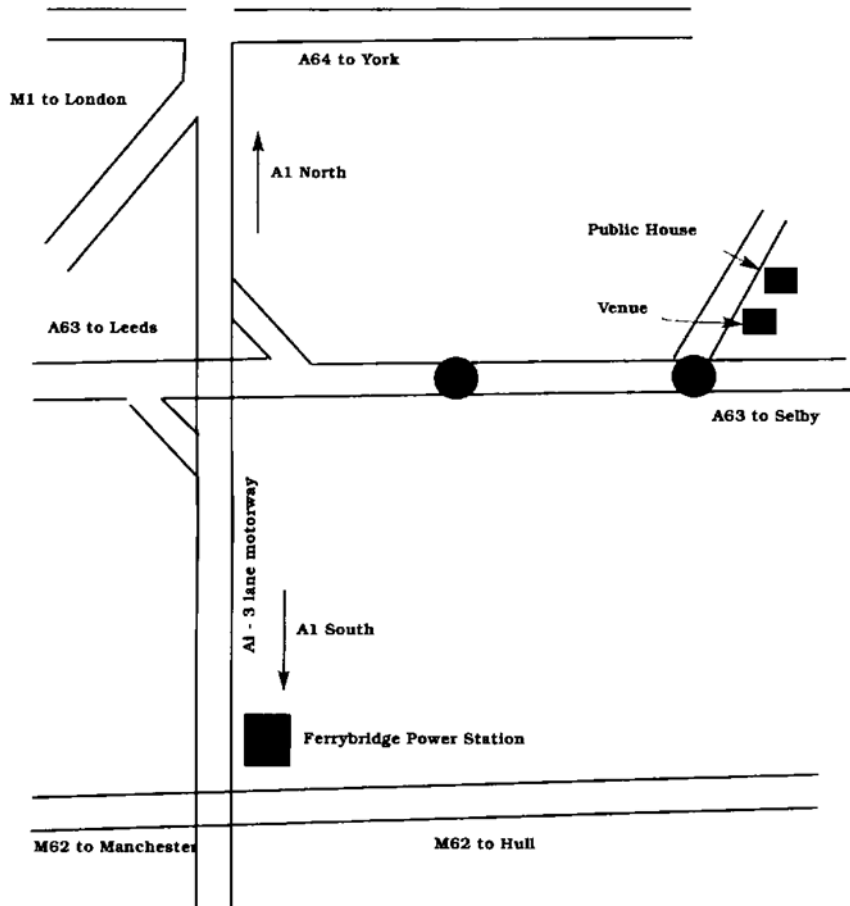 A64 to York
M1 to London
A1 North
Public House
Venue
A63 to Leeds
A63 to Selby
A1 - 3 lane motorway
A1 South
Ferrybridge Power Station
M62 to Manchester
M62 to Hull